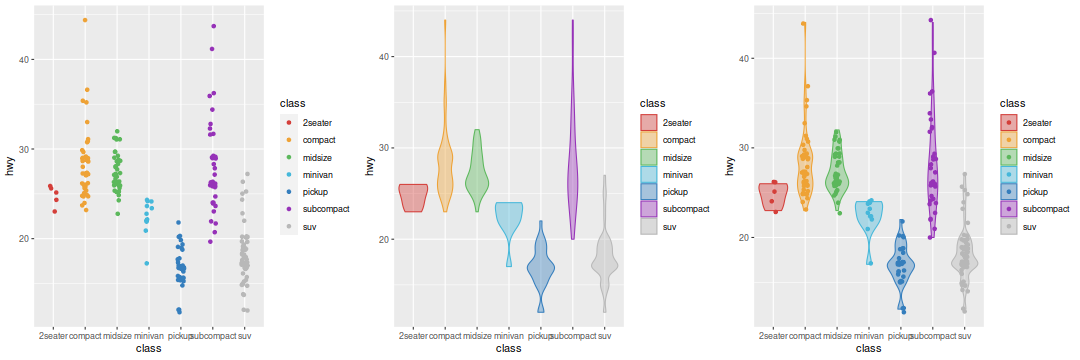 hwy
40
30
20
2seater compact midsize minivan pickup subcompact suv
class
class
2seater
compact
midsize
minivan
pickup
subcompact
suv
hwy
40
30
20
2seater compact midsize minivan pickup subcompact suv
class
class
2seater
compact
midsize
minivan
pickup
subcompact
suv
hwy
40
30
20
2seater compact midsize minivan pickup subcompact suv
class
class
2seater
compact
midsize
minivan
pickup
subcompact
suv